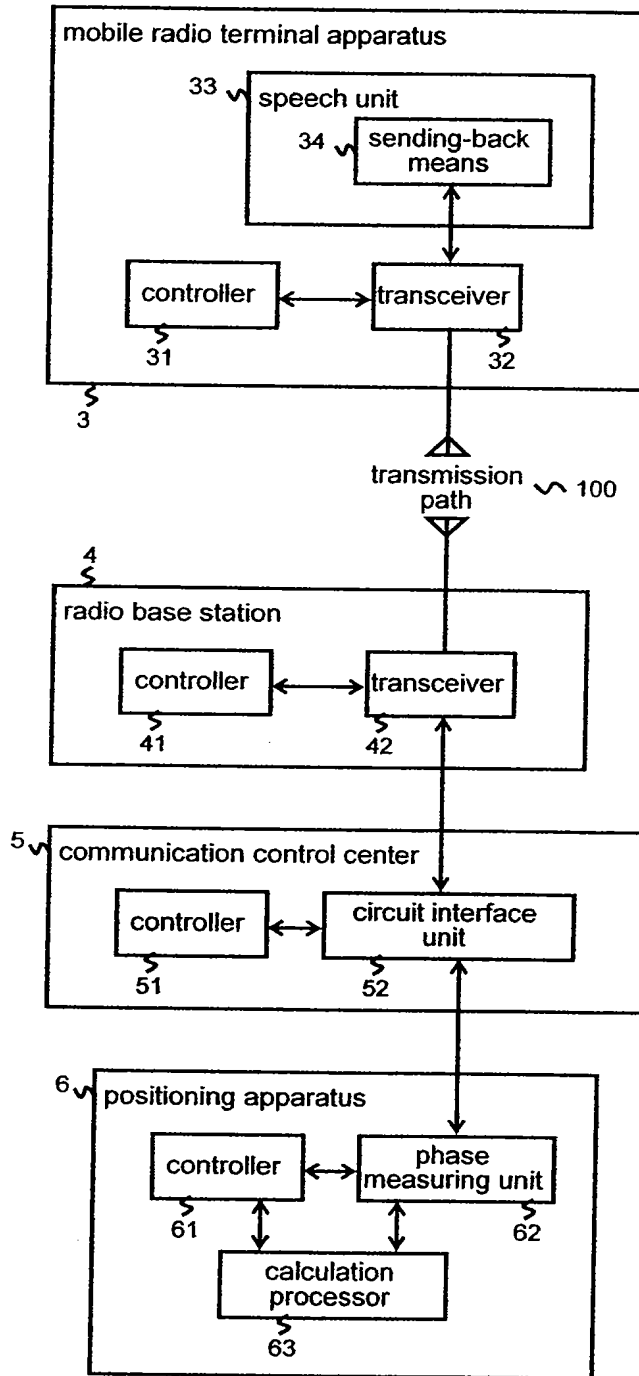 mobile radio terminal apparatus
33
speech unit
34
sending-back
means
controller
transceiver
31
32
3
transmission
path
100
4
radio base station
controller
transceiver
41
42
5
communication control center
controller
circuit interface
unit
51
52
6
positioning apparatus
controller
phase
measuring unit
61
62
calculation
processor
63